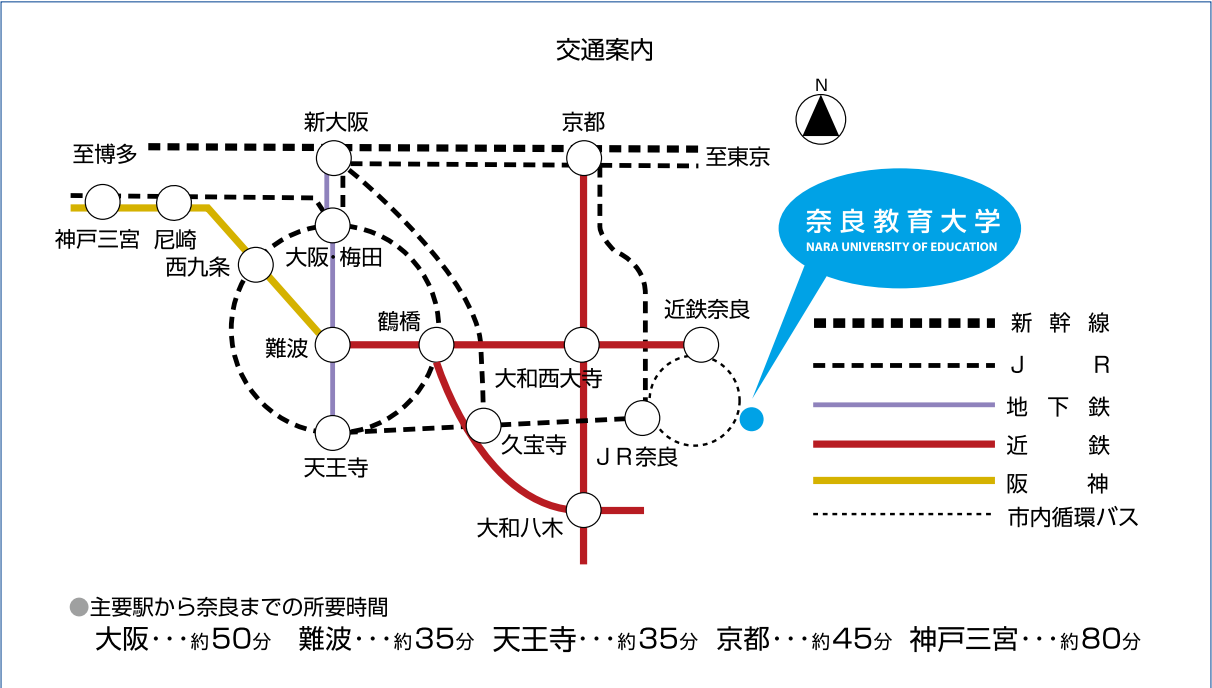 交通案内
N
新大阪
京都
至博多
至東京
神戸三宮
尼崎
西九条
大阪・梅田
奈良教育大学
NARA UNIVERSITY OF EDUCATION
鶴橋
近鉄奈良
難波
大和西大寺
久宝寺
JR奈良
天王寺
大和八木
新幹線
JR
地下鉄
近鉄
阪神
市内循環バス
●主要駅から奈良までの所要時間
大阪・・・約50分 難波・・・約35分 天王寺・・・約35分 京都・・・約45分 神戸三宮・・・約80分